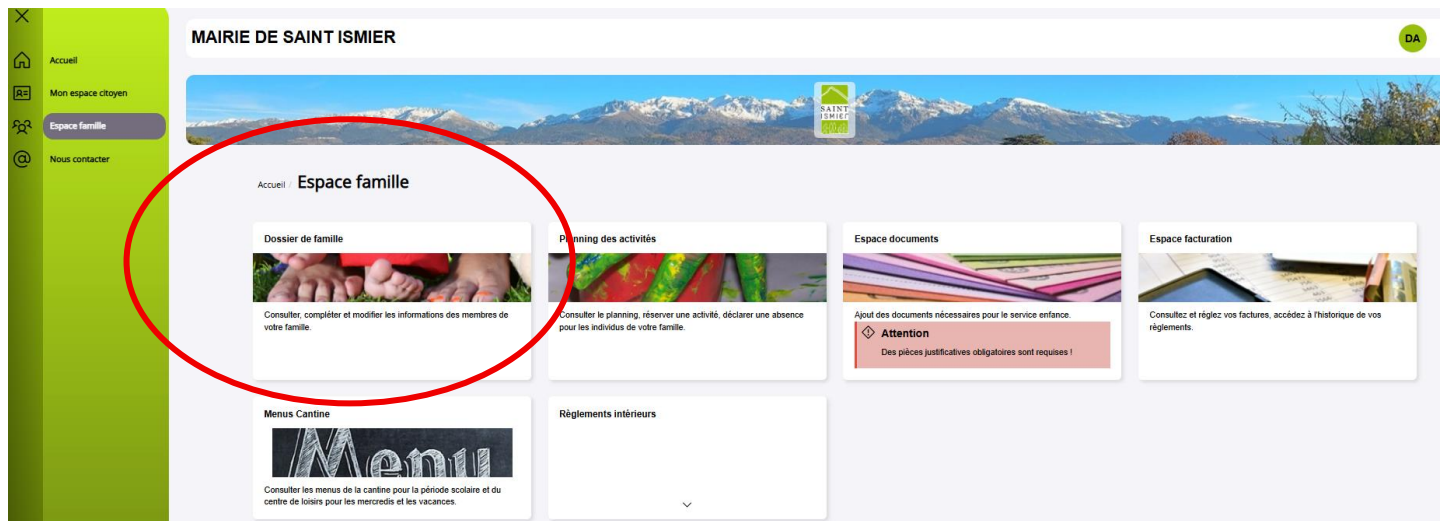 MAIRIE DE SAINT ISMIER
DA
Accueil
Mon espace citoyen
Espace famille
Nous contacter
SAINT
ISMIER
Accueil / Espace famille
Dossier de famille
Consulter, compléter et modifier les informations des membres de
votre famille.
Planning des activités
Consulter le planning, réserver une activité, déclarer une absence
pour les individus de votre famille.
Espace documents
Ajout des documents nécessaires pour le service enfance.
Attention
Des pièces justificatives obligatoires sont requises !
Espace facturation
Consultez et réglez vos factures, accédez à l'historique de vos
règlements.
Menus Cantine
Menu
Consulter les menus de la cantine pour la période scolaire et du
centre de loisirs pour les mercredis et les vacances.
Règlements intérieurs